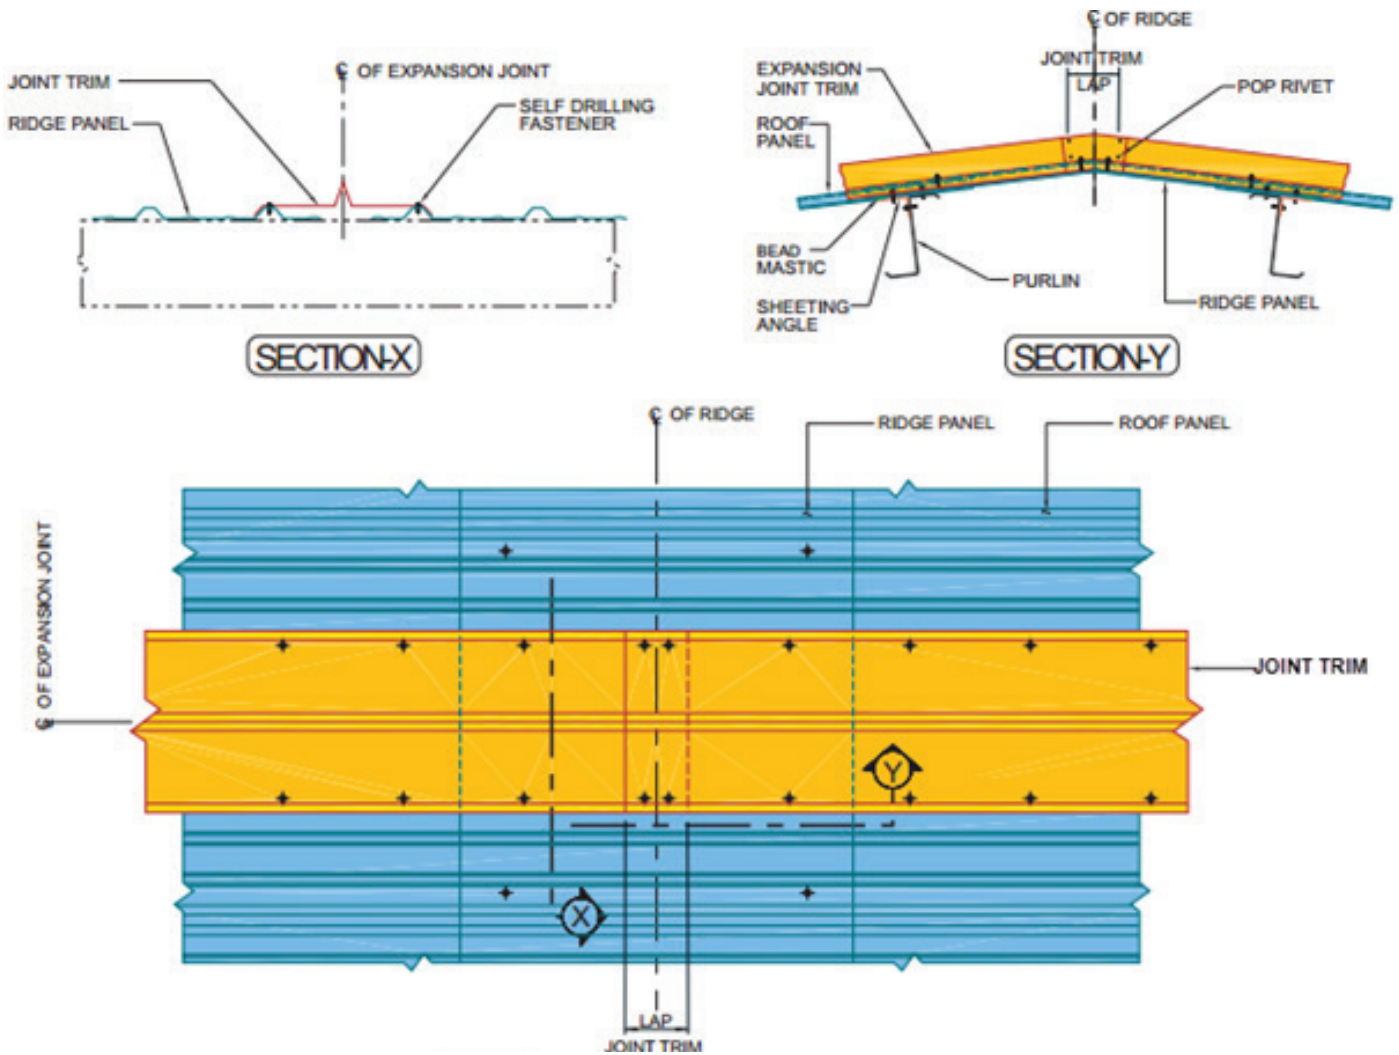 JOINT TRIM
RIDGE PANEL
℄ OF EXPANSION JOINT
SELF DRILLING
FASTENER
SECTION-X
℄ OF RIDGE
JOINT TRIM
LAP
EXPANSION
JOINT TRIM
POP RIVET
ROOF
PANEL
BEAD
MASTIC
PURLIN
SHEETING
ANGLE
RIDGE PANEL
SECTION-Y
℄ OF RIDGE
RIDGE PANEL
ROOF PANEL
℄ OF EXPANSION JOINT
JOINT TRIM
Y
X
LAP
JOINT TRIM